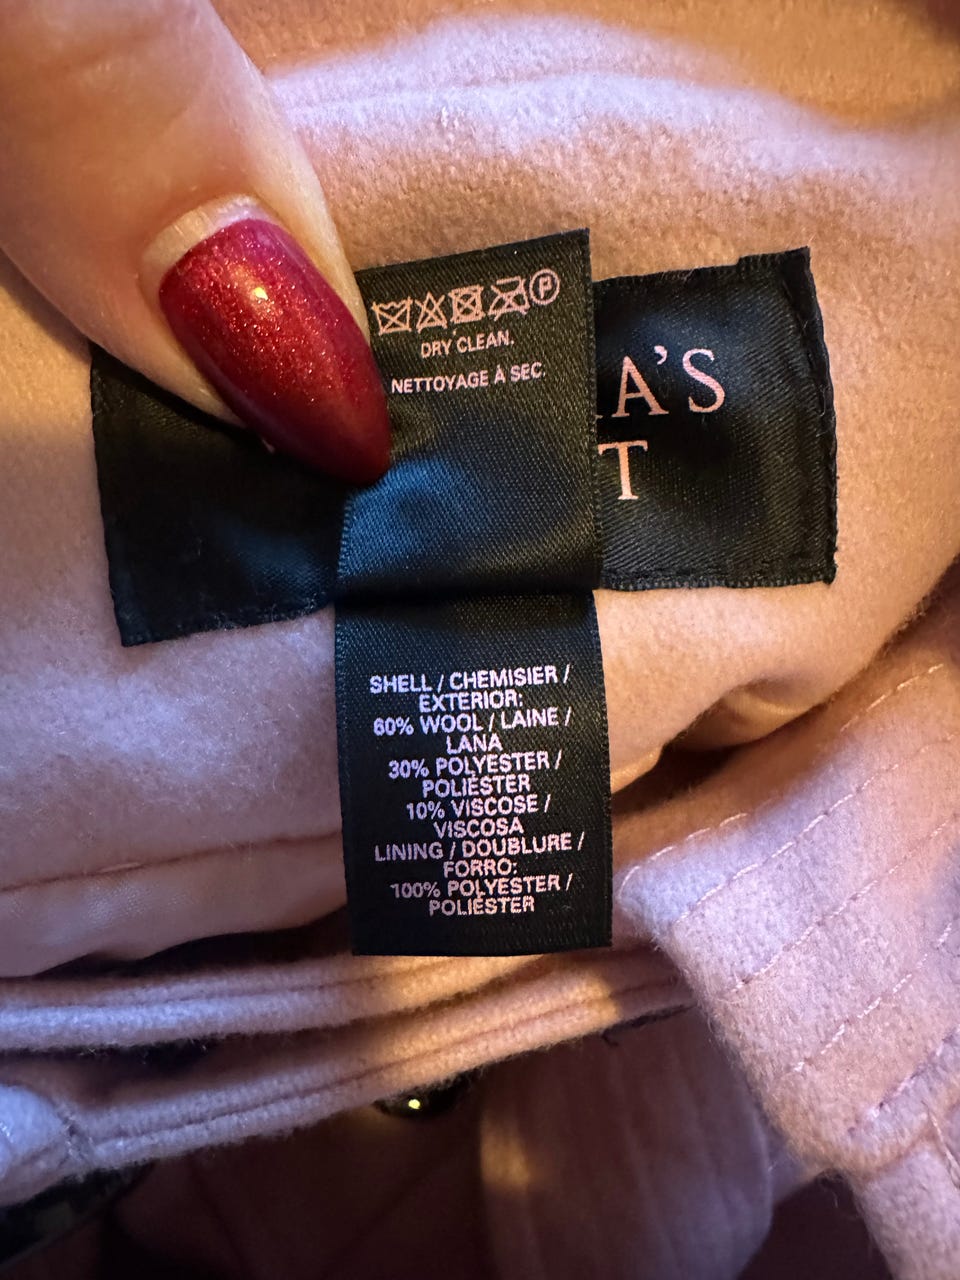 P
DRY CLEAN.
NETTOYAGE À SEC.
A'S
T
SHELL / CHEMISIER /
EXTERIOR:
60% WOOL / LAINE /
LANA
30% POLYESTER /
POLIÉSTER
10% VISCOSE /
VISCOSA
LINING / DOUBLURE /
FORRO:
100% POLYESTER /
POLIÉSTER